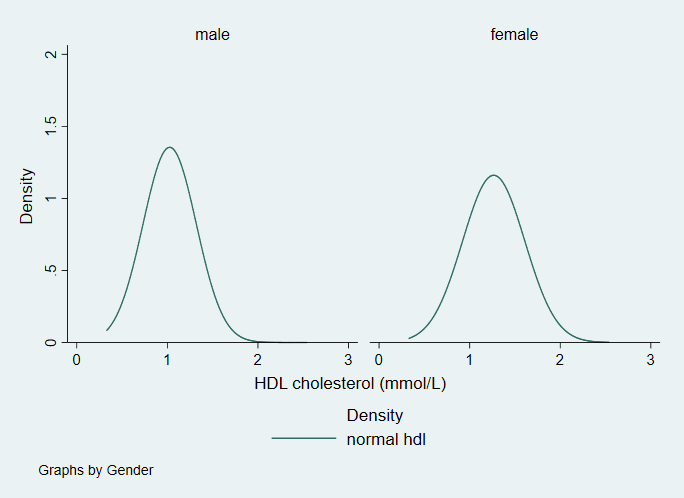 male female
2
1.5
1
.5
0
Density
0 1 2 3 0 1 2 3
HDL cholesterol (mmol/L)
Density
normal hdl
Graphs by Gender